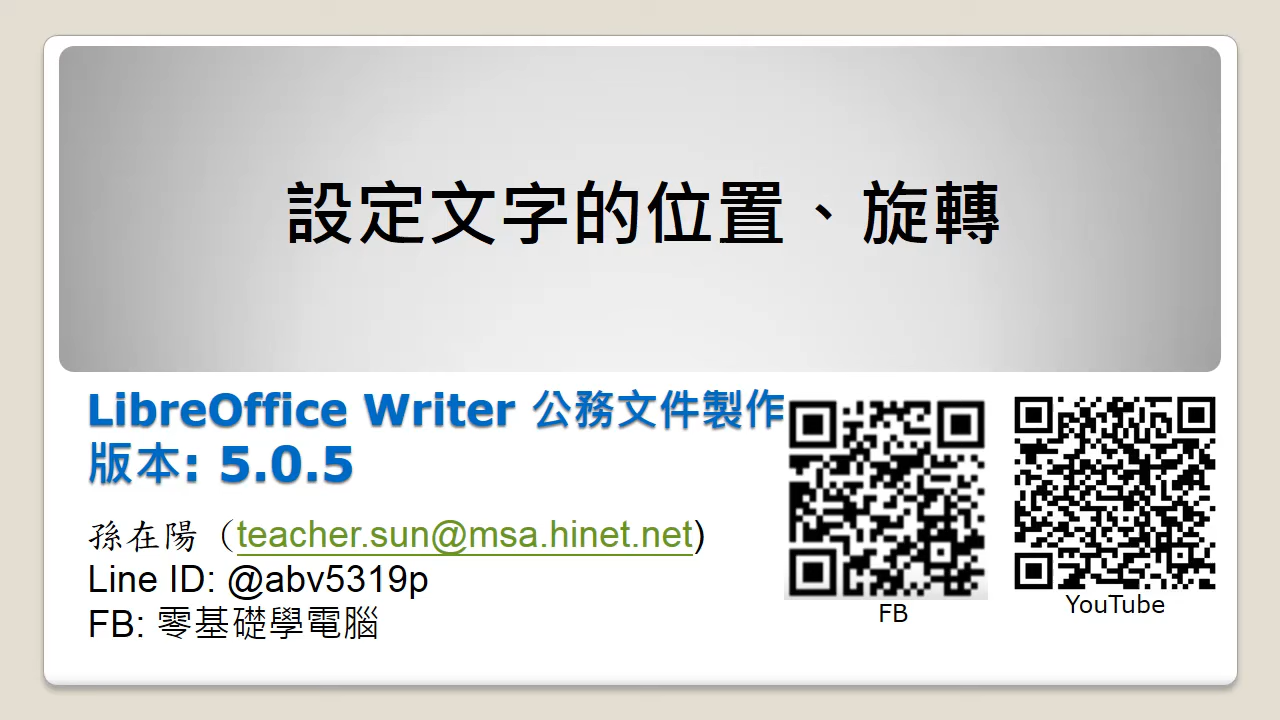 設定文字的位置、旋轉
LibreOffice Writer 公務文件製作
版本: 5.0.5
孫在陽（teacher.sun@msa.hinet.net)
Line ID: @abv5319p
FB: 零基礎學電腦
FB
YouTube